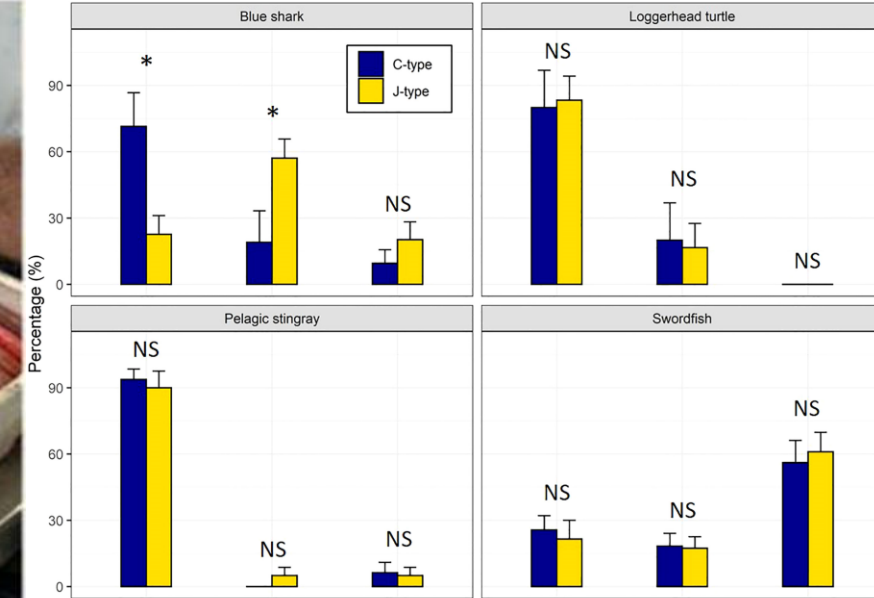 Blue shark
Loggerhead turtle
*
*
NS
C-type
J-type
NS
NS
NS
90
60
30
0
Percentage (%)
Pelagic stingray
Swordfish
NS
NS
NS
NS
NS
NS
90
60
30
0